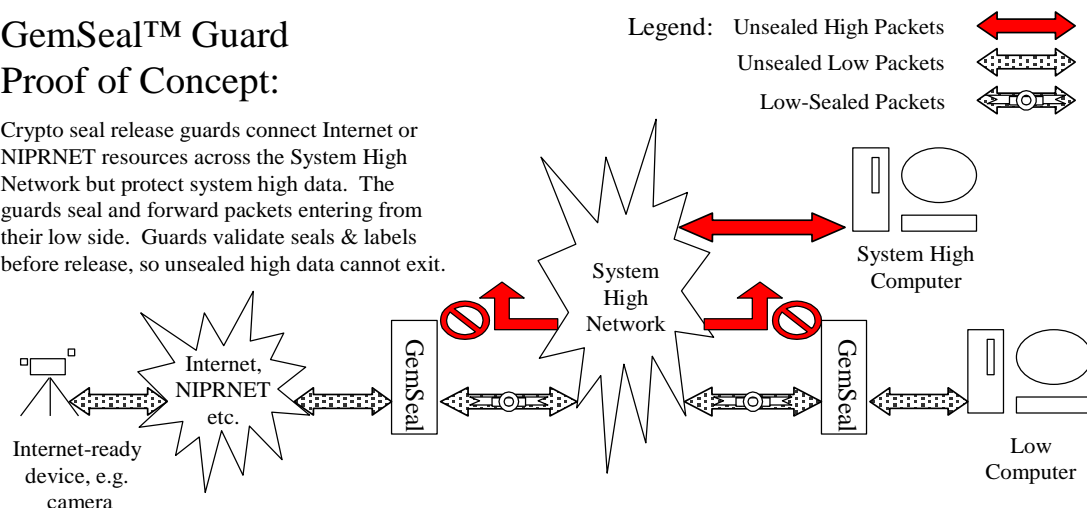 GemSeal™ Guard
Proof of Concept:
Crypto seal release guards connect Internet or
NIPRNET resources across the System High
Network but protect system high data.  The
guards seal and forward packets entering from
their low side.  Guards validate seals & labels
before release, so unsealed high data cannot exit.
Legend:
Unsealed High Packets
Unsealed Low Packets
Low-Sealed Packets
System High
Computer
System
High
Network
Internet,
NIPRNET
etc.
GemSeal
GemSeal
Internet-ready
device, e.g.
camera
Low
Computer